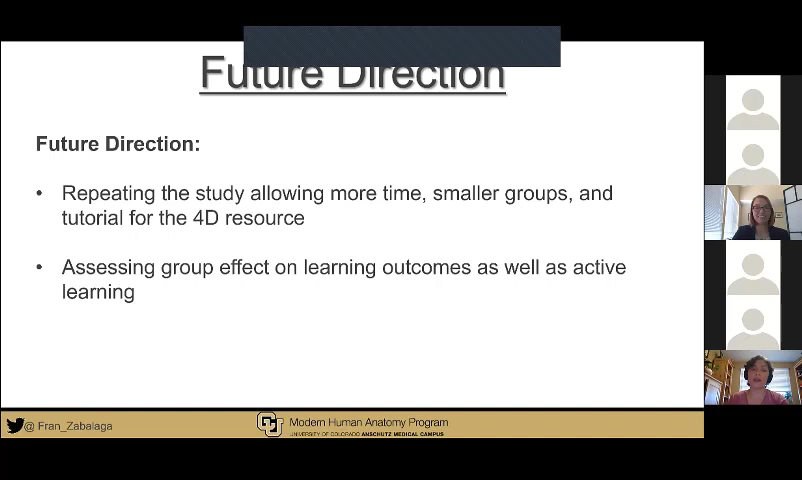 Future Direction
Future Direction:
• Repeating the study allowing more time, smaller groups, and
tutorial for the 4D resource
• Assessing group effect on learning outcomes as well as active
learning
@ Fran_Zabalaga
Modern Human Anatomy Program
UNIVERSITY OF COLORADO ANSCHUTZ MEDICAL CAMPUS